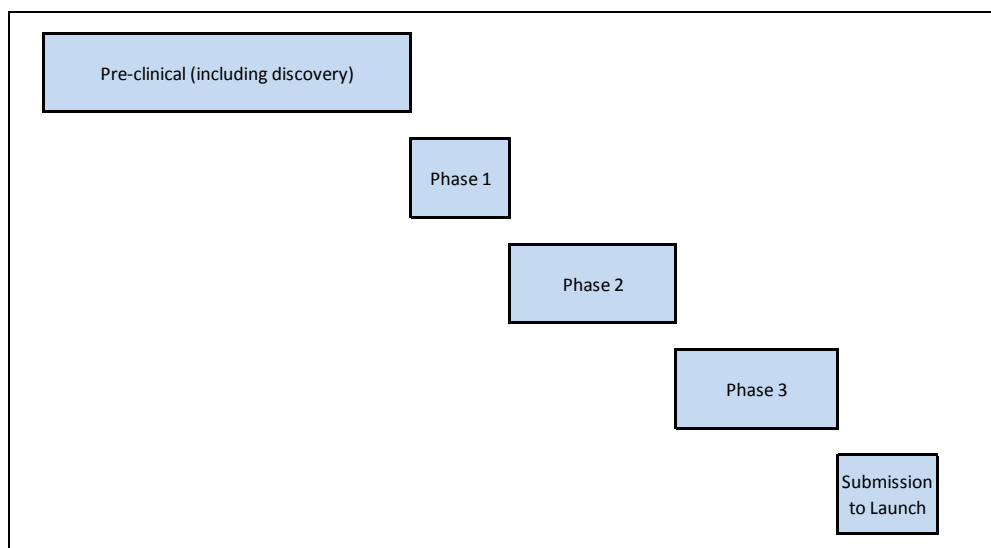 Pre-clinical (including discovery)
Phase 1
Phase 2
Phase 3
Submission
to Launch